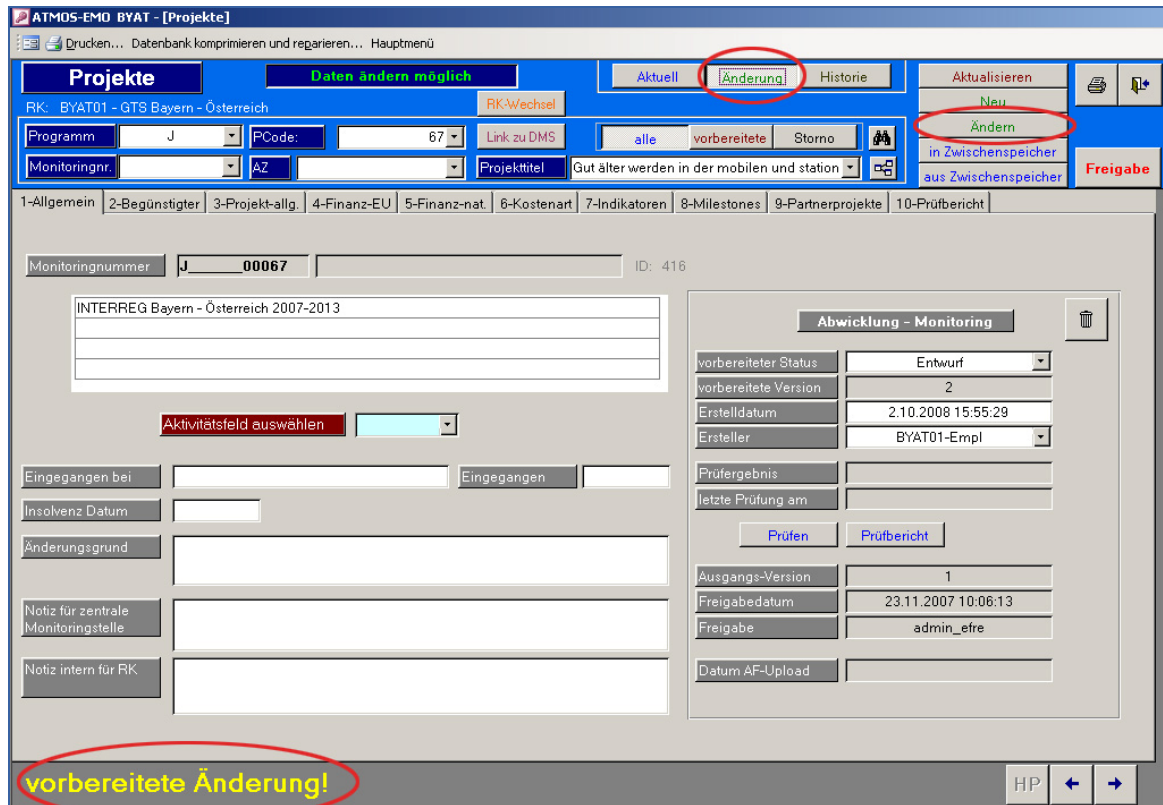 ATMOS-EMO BYAT - [Projekte]
Drucken... Datenbank komprimieren und reparieren... Hauptmenü
Projekte
Daten ändern möglich
Aktuell
Änderung
Historie
Aktualisieren
Neu
Ändern
in Zwischenspeicher
aus Zwischenspeicher
Freigabe
RK: BYAT01 - GTS Bayern - Österreich
RK-Wechsel
Programm J PCode: 67 Link zu DMS alle vorbereitete Storno
Monitoringnr. AZ Projekttitel Gut älter werden in der mobilen und station
1-Allgemein 2-Begünstigter 3-Projekt-allg. 4-Finanz-EU 5-Finanz-nat. 6-Kostenart 7-Indikatoren 8-Milestones 9-Partnerprojekte 10-Prüfbericht
Monitoringnummer J______00067 ID: 416
INTERREG Bayern - Österreich 2007-2013
Aktivitätsfeld auswählen
Eingegangen bei
Eingegangen
Insolvenz Datum
Änderungsgrund
Notiz für zentrale
Monitoringstelle
Notiz intern für RK
Abwicklung - Monitoring
vorbereiteter Status Entwurf
vorbereitete Version 2
Erstelldatum 2.10.2008 15:55:29
Ersteller BYAT01-Empl
Prüfergebnis
letzte Prüfung am
Prüfen Prüfbericht
Ausgangs-Version 1
Freigabedatum 23.11.2007 10:06:13
Freigabe admin_efre
Datum AF-Upload
vorbereitete Änderung!
HP